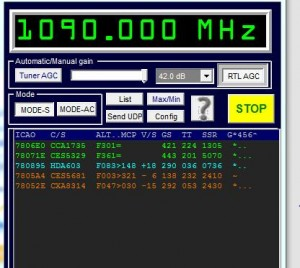 1090.000 MHz
Automatic/Manual gain
Tuner AGC 42.0 dB RTL AGC
Mode
MODE-S MODE-AC
List Max/Min
Send UDP Config
?
STOP
ICAO C/S ALT..MCP V/S GS TT SSR G*456~
7806E0 CCA1735 F301= 421 224 1305 *..
78071E CES5329 F361= 443 201 5070 *..
780895 HDA603 F083>148 +18 290 036 0736 *.
7805A4 CES5681 F003>321 - 6 138 232 2410 ~
78052E CXA8314 F047>030 -15 292 053 2430 *.